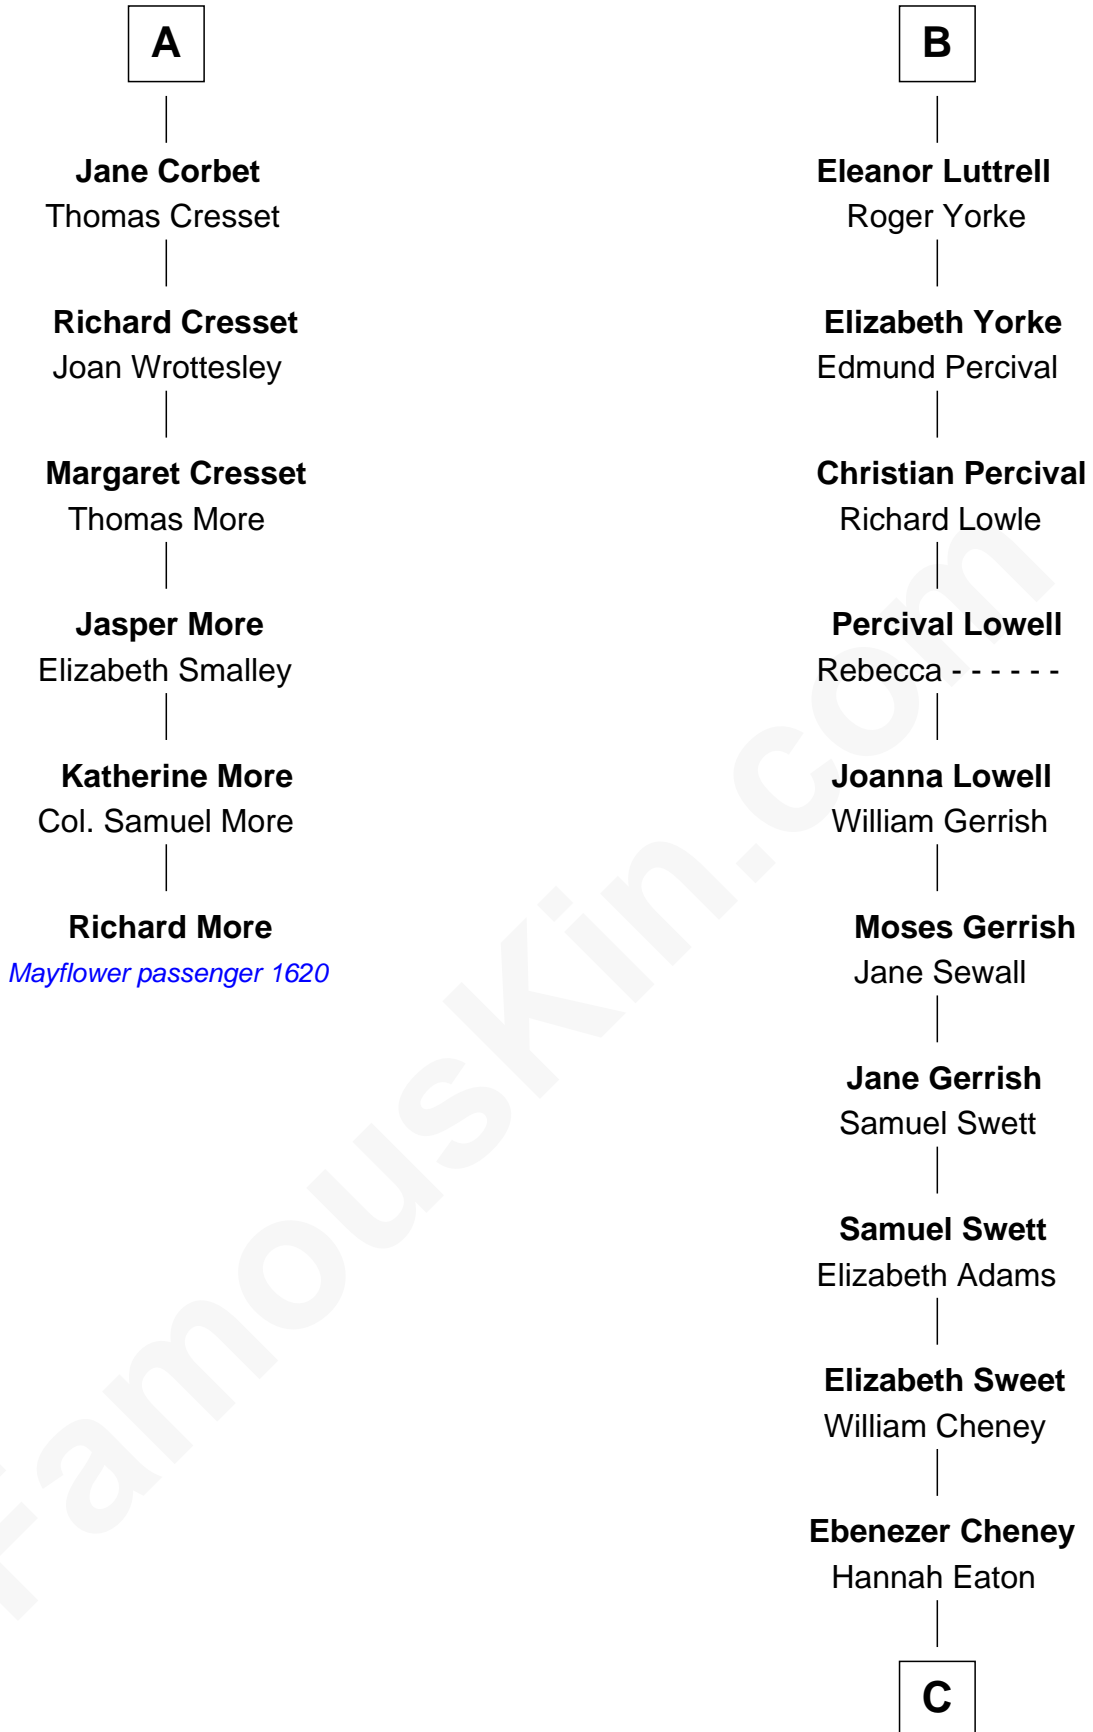 A
Jane Corbet
Thomas Cresset
Richard Cresset
Joan Wrottesley
Margaret Cresset
Thomas More
Jasper More
Elizabeth Smalley
Katherine More
Col. Samuel More
Richard More
Mayflower passenger 1620
B
Eleanor Luttrell
Roger Yorke
Elizabeth Yorke
Edmund Percival
Christian Percival
Richard Lowle
Percival Lowell
Rebecca - - - - - -
Joanna Lowell
William Gerrish
Moses Gerrish
Jane Sewall
Jane Gerrish
Samuel Swett
Samuel Swett
Elizabeth Adams
Elizabeth Sweet
William Cheney
Ebenezer Cheney
Hannah Eaton
C
FamousKin.com